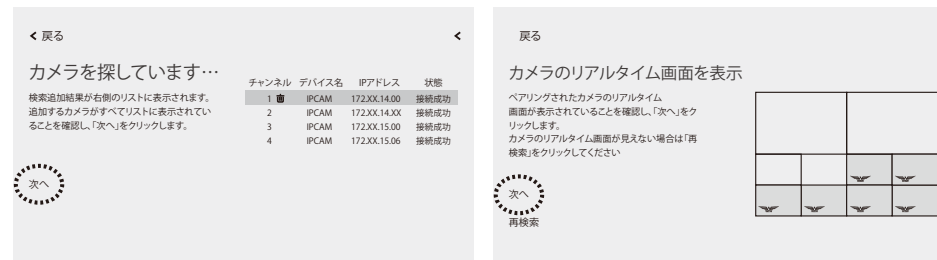 戻る
カメラを探しています…
検索追加結果が右側のリストに表示されます。
追加するカメラがすべてリストに表示されてい
ることを確認し、「次へ」をクリックします。
次へ
チャンネル デバイス名 IPアドレス 状態
1 IPCAM 172.XX.14.00 接続成功
2 IPCAM 172.XX.14.XX 接続成功
3 IPCAM 172.XX.15.00 接続成功
4 IPCAM 172.XX.15.06 接続成功
戻る
カメラのリアルタイム画面を表示
ペアリングされたカメラのリアルタイム
画面が表示されていることを確認し、「次へ」をク
リックします。
カメラのリアルタイム画面が見えない場合は「再
検索」をクリックしてください
次へ
再検索